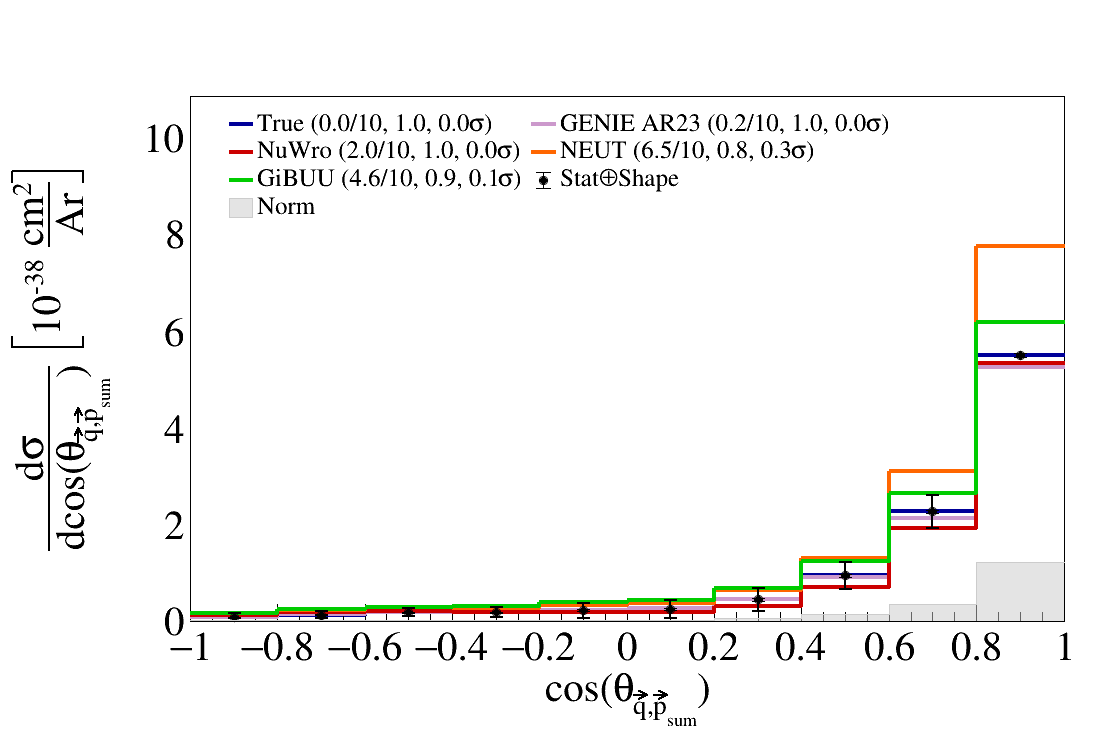 True (0.0/10, 1.0, 0.0σ)
GENIE AR23 (0.2/10, 1.0, 0.0σ)
NuWro (2.0/10, 1.0, 0.0σ)
NEUT (6.5/10, 0.8, 0.3σ)
GiBUU (4.6/10, 0.9, 0.1σ)
Stat⊕Shape
Norm
10
8
6
4
2
0
dσ/dcos(θ_{q⃗,p⃗_sum}) [10^{-38} cm²/Ar]
−1 −0.8 −0.6 −0.4 −0.2 0 0.2 0.4 0.6 0.8 1
cos(θ_{q⃗,p⃗_sum})